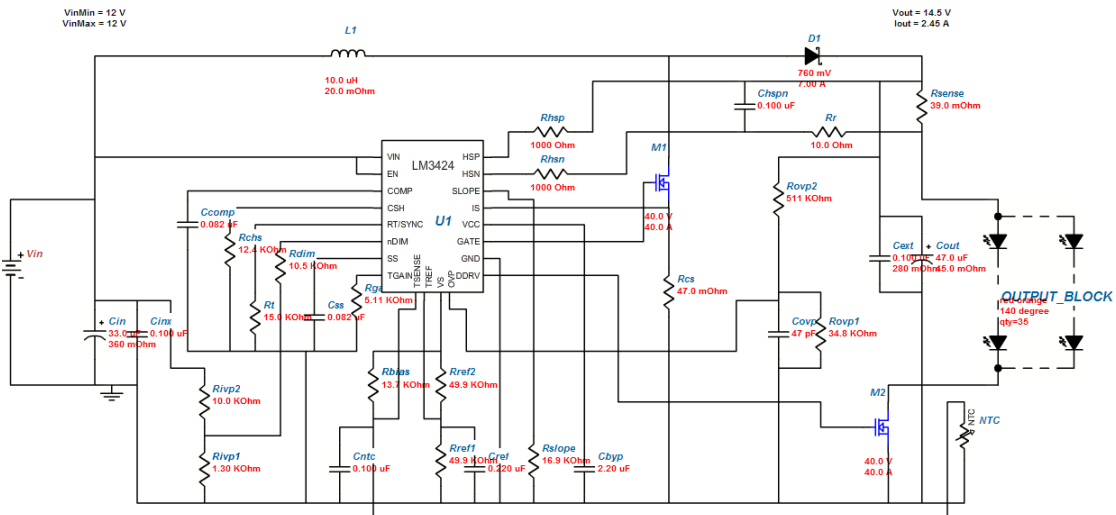 VinMin = 12 V
VinMax = 12 V
Vout = 14.5 V
Iout = 2.45 A
L1
10.0 uH
20.0 mOhm
D1
760 mV
7.00 A
Chspn
0.100 uF
Rsense
39.0 mOhm
Rr
10.0 Ohm
Rhsp
1000 Ohm
Rhsn
1000 Ohm
M1
40.0 V
40.0 A
LM3424
U1
VIN
EN
COMP
CSH
RT/SYNC
nDIM
SS
TGAIN
TSENSE
TREF
VS
OVP
HSP
HSN
SLOPE
IS
VCC
GATE
GND
DDRV
Ccomp
0.082 uF
Rchs
12.4 KOhm
Rdim
10.5 KOhm
Rt
15.0 KOhm
Css
0.082 uF
Rga
5.11 KOhm
+ Vin
+ Cin
33.0 uF
360 mOhm
Cinx
0.100 uF
Rivp2
10.0 KOhm
Rivp1
1.30 KOhm
Rbias
13.7 KOhm
Rref2
49.9 KOhm
Rref1
49.9 KOhm
Cntc
0.100 uF
Cref
0.220 uF
Rslope
16.9 KOhm
Cbyp
2.20 uF
Rcs
47.0 mOhm
Rovp2
511 KOhm
Covp
47 pF
Rovp1
34.8 KOhm
Cext
0.100 uF
280 mOhm
+ Cout
47.0 uF
45.0 mOhm
OUTPUT_BLOCK
red-orange
140 degree
qty=35
M2
40.0 V
40.0 A
NTC
NTC